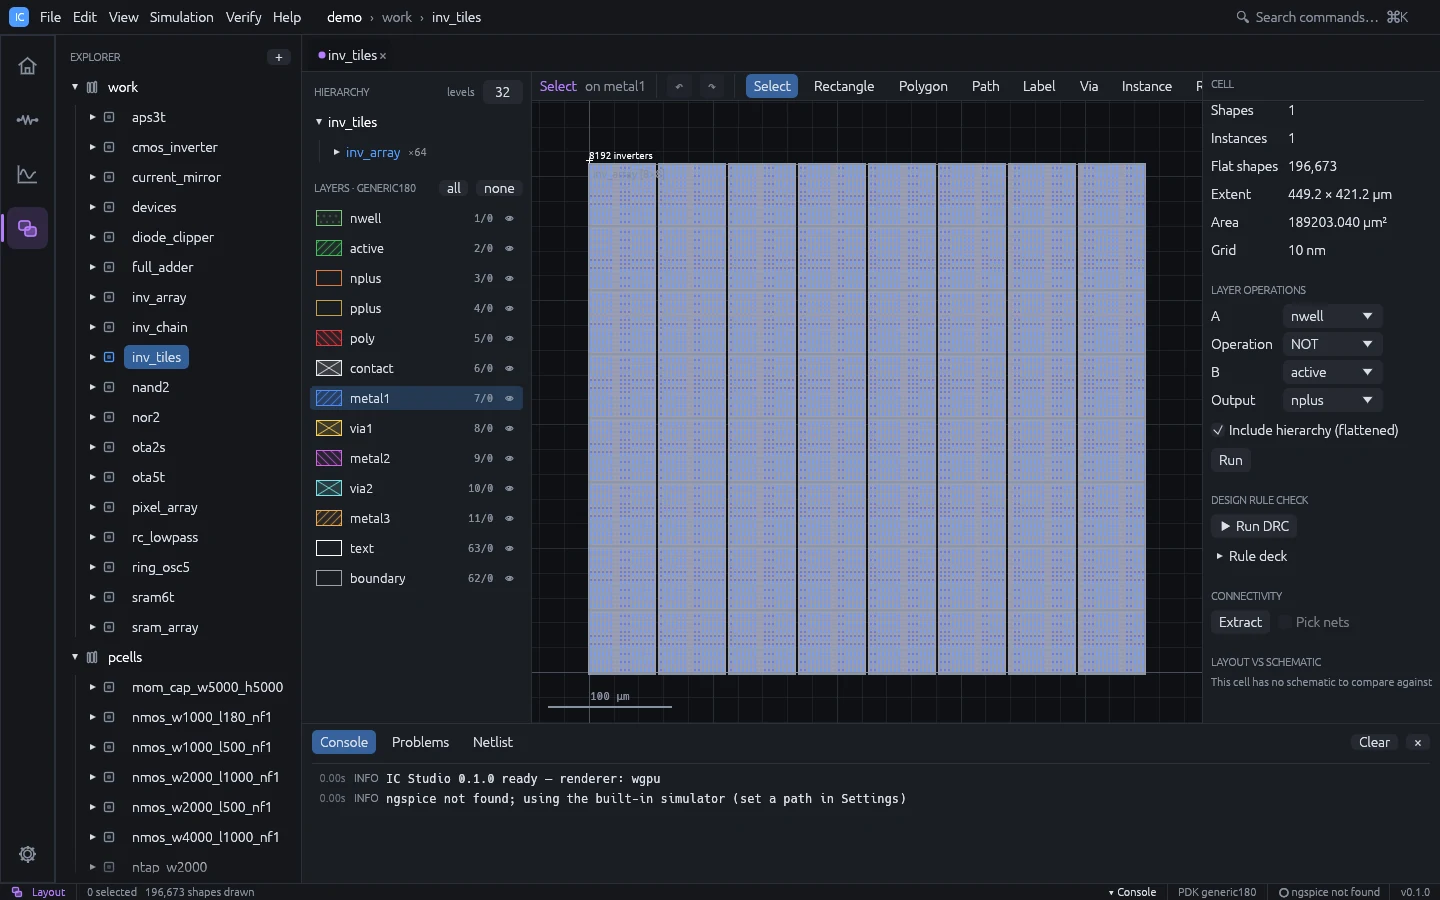 IC File Edit View Simulation Verify Help demo › work › inv_tiles Search commands… ⌘K
EXPLORER +
work
aps3t
cmos_inverter
current_mirror
devices
diode_clipper
full_adder
inv_array
inv_chain
inv_tiles
nand2
nor2
ota2s
ota5t
pixel_array
rc_lowpass
ring_osc5
sram6t
sram_array
pcells
mom_cap_w5000_h5000
nmos_w1000_l180_nf1
nmos_w1000_l500_nf1
nmos_w2000_l1000_nf1
nmos_w2000_l500_nf1
nmos_w4000_l1000_nf1
ntap_w2000
inv_tiles ×
HIERARCHY levels 32
inv_tiles
inv_array ×64
LAYERS · GENERIC180 all none
nwell 1/0
active 2/0
nplus 3/0
pplus 4/0
poly 5/0
contact 6/0
metal1 7/0
via1 8/0
metal2 9/0
via2 10/0
metal3 11/0
text 63/0
boundary 62/0
Select on metal1 Select Rectangle Polygon Path Label Via Instance R
8192 inverters
100 µm
CELL
Shapes 1
Instances 1
Flat shapes 196,673
Extent 449.2 × 421.2 µm
Area 189203.040 µm²
Grid 10 nm
LAYER OPERATIONS
A nwell
Operation NOT
B active
Output nplus
Include hierarchy (flattened)
Run
DESIGN RULE CHECK
Run DRC
Rule deck
CONNECTIVITY
Extract Pick nets
LAYOUT VS SCHEMATIC
This cell has no schematic to compare against
Console Problems Netlist Clear ×
0.00s INFO IC Studio 0.1.0 ready — renderer: wgpu
0.00s INFO ngspice not found; using the built-in simulator (set a path in Settings)
Layout 0 selected 196,673 shapes drawn Console PDK generic180 ngspice not found v0.1.0